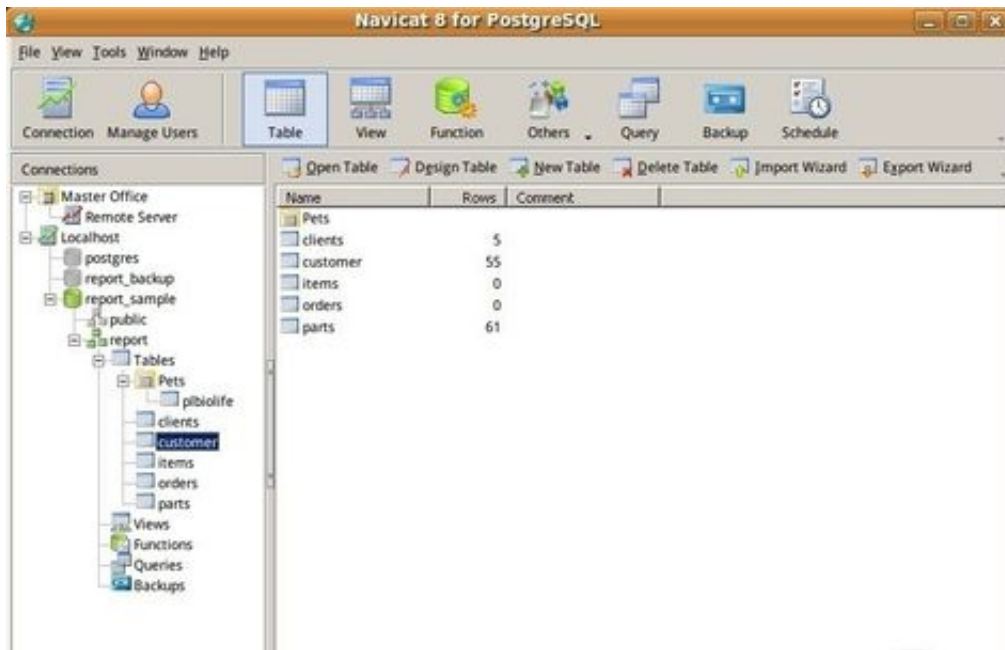 Navicat 8 for PostgreSQL
File View Tools Window Help
Connection Manage Users Table View Function Others Query Backup Schedule
Connections
Open Table Design Table New Table Delete Table Import Wizard Export Wizard
Master Office
Remote Server
Localhost
postgres
report_backup
report_sample
public
report
Tables
Pets
plbiolife
clients
customer
items
orders
parts
Views
Functions
Queries
Backups
Name Rows Comment
Pets
clients 5
customer 55
items 0
orders 0
parts 61